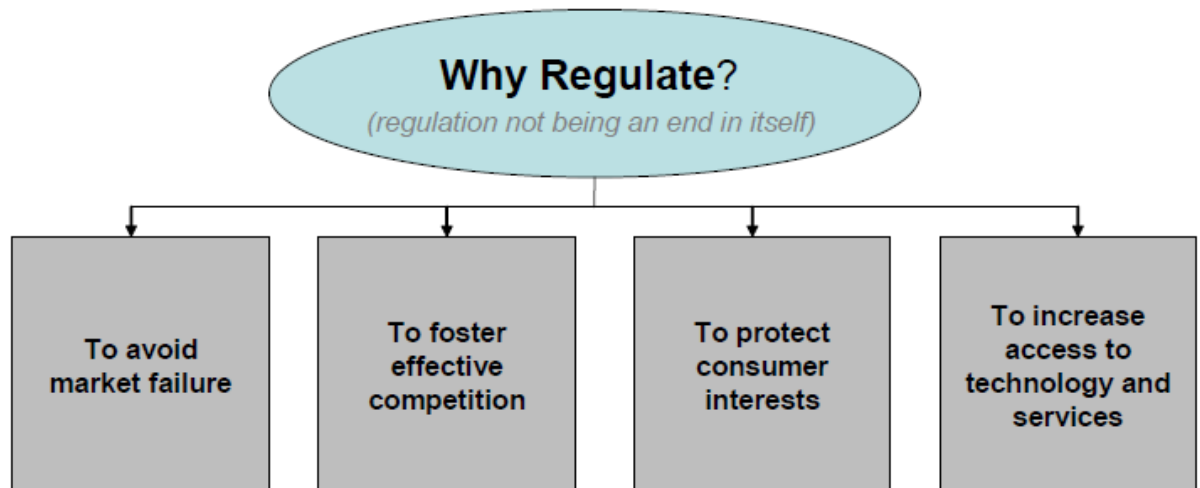 Why Regulate?
(regulation not being an end in itself)
To avoid
market failure
To foster
effective
competition
To protect
consumer
interests
To increase
access to
technology and
services